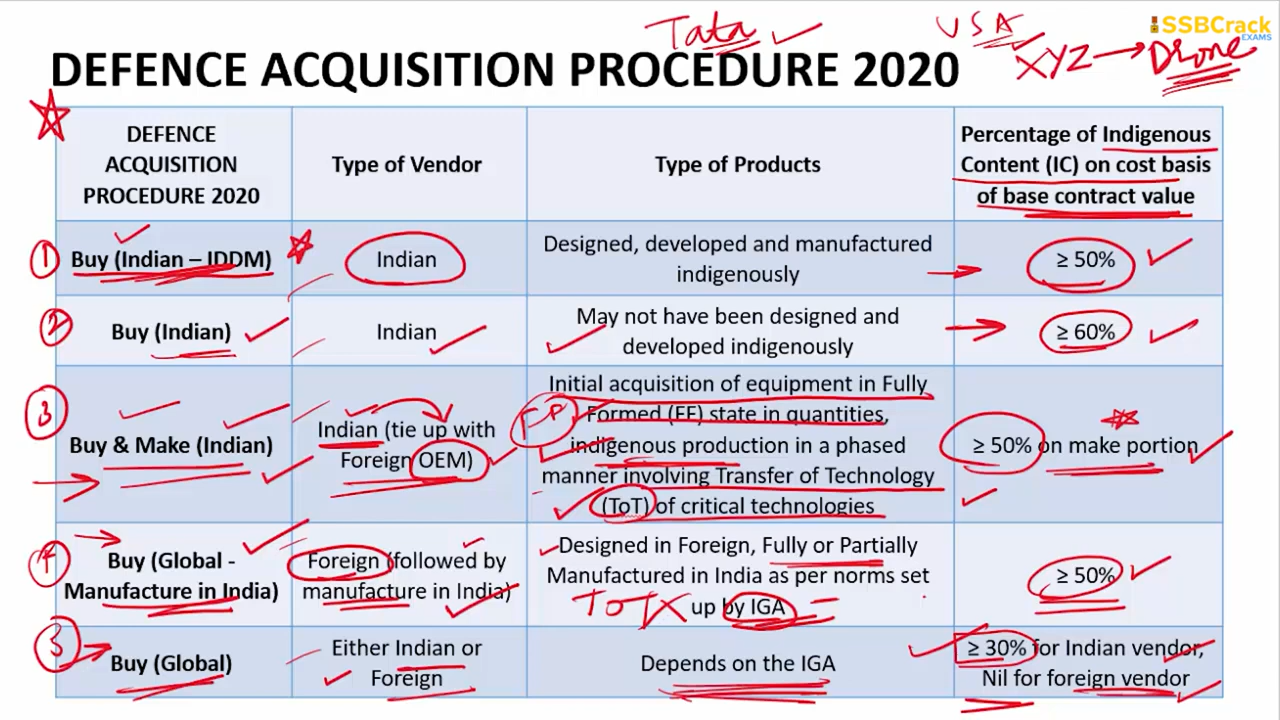 Tata
USA
SSBCrack
EXAMS
DEFENCE ACQUISITION PROCEDURE 2020
XYZ → Drone
DEFENCE
ACQUISITION
PROCEDURE 2020
Type of Vendor
Type of Products
Percentage of Indigenous
Content (IC) on cost basis
of base contract value
1
Buy (Indian – IDDM)
Indian
Designed, developed and manufactured
indigenously
≥ 50%
2
Buy (Indian)
Indian
May not have been designed and
developed indigenously
≥ 60%
3
Buy & Make (Indian)
Indian (tie up with
Foreign OEM)
Initial acquisition of equipment in Fully
Formed (FF) state in quantities,
indigenous production in a phased
manner involving Transfer of Technology
(ToT) of critical technologies
≥ 50% on make portion
4
Buy (Global -
Manufacture in India)
Foreign (followed by
manufacture in India)
Designed in Foreign, Fully or Partially
Manufactured in India as per norms set
up by IGA
ToT
≥ 50%
5
Buy (Global)
Either Indian or
Foreign
Depends on the IGA
≥ 30% for Indian vendor,
Nil for foreign vendor